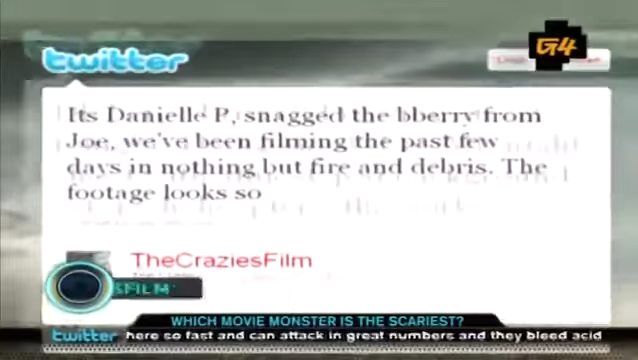 twitter
G4
Its Danielle P, snagged the bberry from
Joe, we've been filming the past few
days in nothing but fire and debris. The
footage looks so
TheCraziesFilm
FILM
WHICH MOVIE MONSTER IS THE SCARIEST?
twitter here so fast and can attack in great numbers and they bleed acid